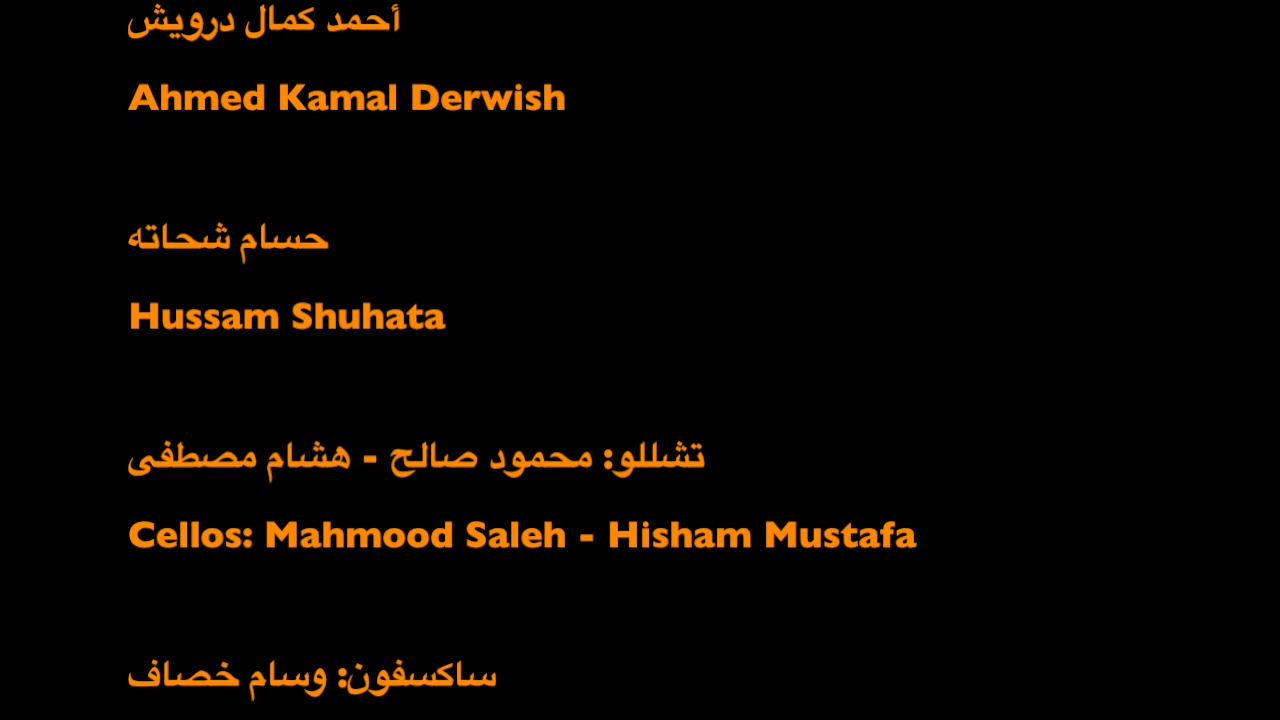 أحمد كمال درويش
Ahmed Kamal Derwish
حسام شحاته
Hussam Shuhata
تشللو: محمود صالح - هشام مصطفى
Cellos: Mahmood Saleh - Hisham Mustafa
ساكسفون: وسام خصاف